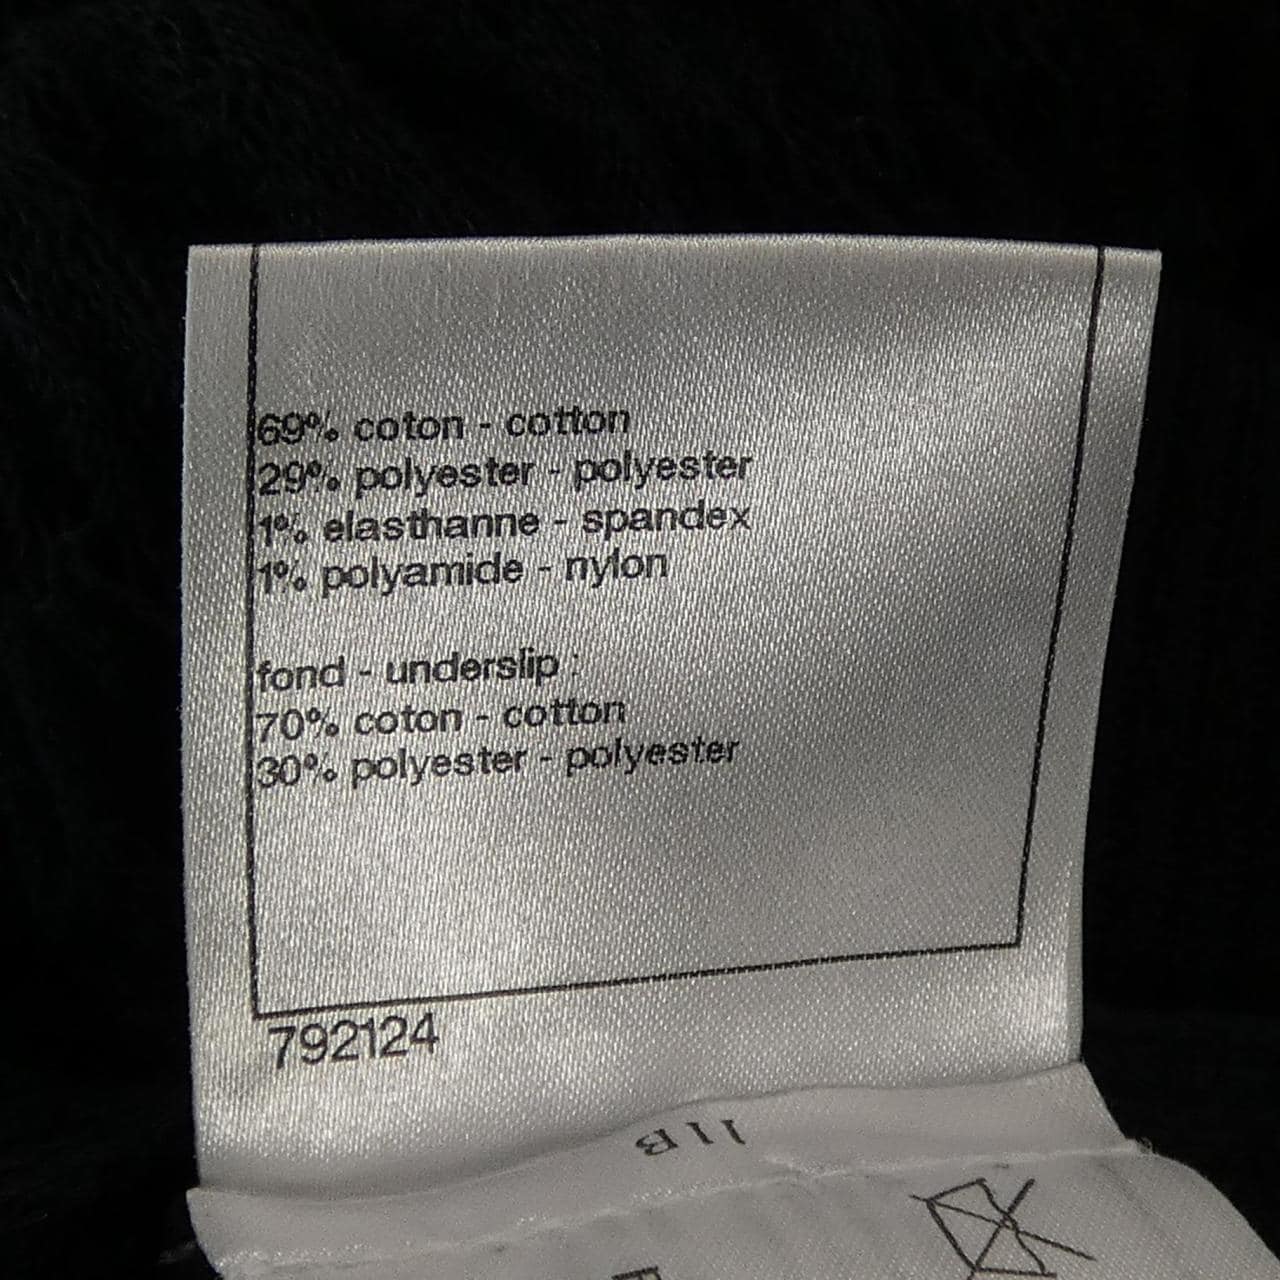 69% coton - cotton
29% polyester - polyester
1% elasthanne - spandex
1% polyamide - nylon
fond - underslip :
70% coton - cotton
30% polyester - polyester
792124
11B